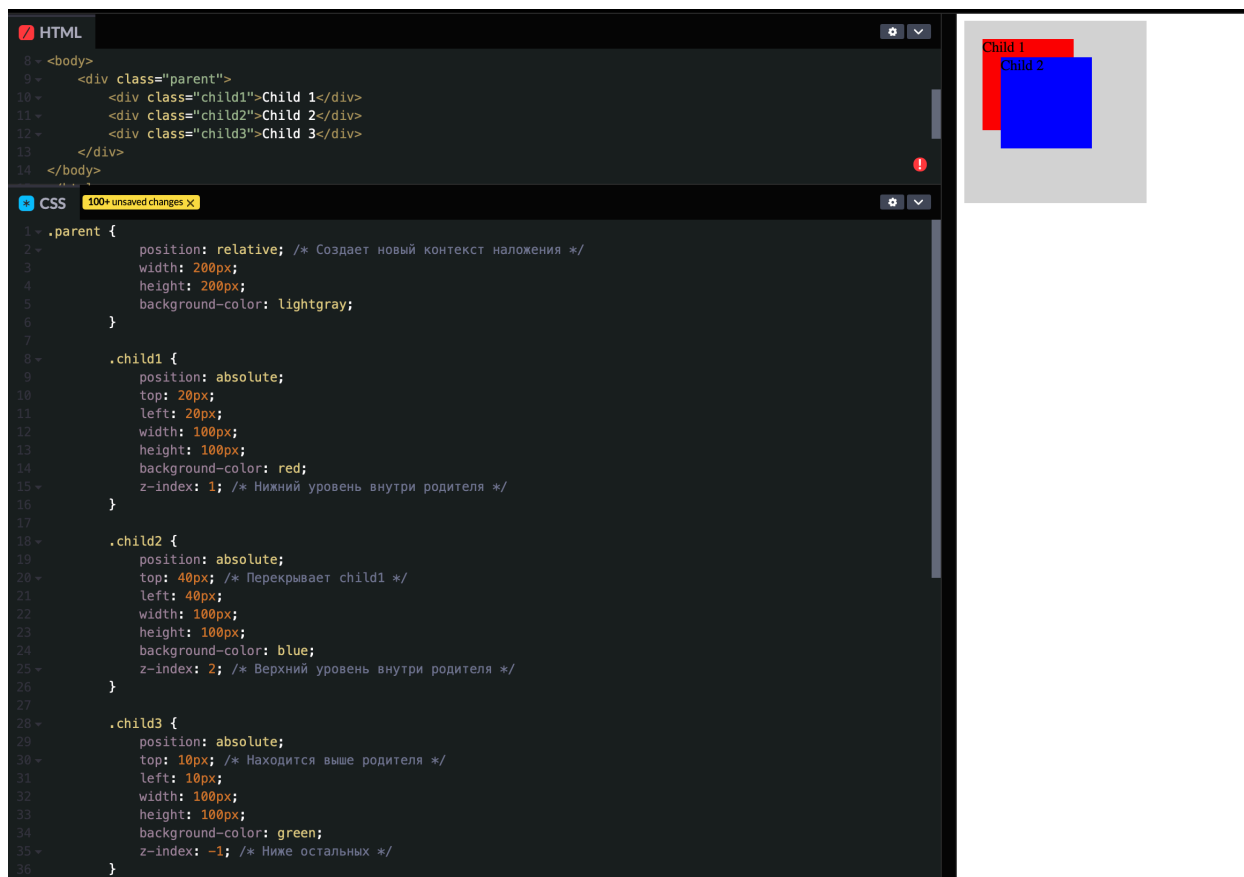 HTML
8 <body>
9 <div class="parent">
10 <div class="child1">Child 1</div>
11 <div class="child2">Child 2</div>
12 <div class="child3">Child 3</div>
13 </div>
14 </body>
CSS 100+ unsaved changes
1 .parent {
2 position: relative; /* Создает новый контекст наложения */
3 width: 200px;
4 height: 200px;
5 background-color: lightgray;
6 }
7
8 .child1 {
9 position: absolute;
10 top: 20px;
11 left: 20px;
12 width: 100px;
13 height: 100px;
14 background-color: red;
15 z-index: 1; /* Нижний уровень внутри родителя */
16 }
17
18 .child2 {
19 position: absolute;
20 top: 40px; /* Перекрывает child1 */
21 left: 40px;
22 width: 100px;
23 height: 100px;
24 background-color: blue;
25 z-index: 2; /* Верхний уровень внутри родителя */
26 }
27
28 .child3 {
29 position: absolute;
30 top: 10px; /* Находится выше родителя */
31 left: 10px;
32 width: 100px;
33 height: 100px;
34 background-color: green;
35 z-index: -1; /* Ниже остальных */
36 }
Child 1
Child 2